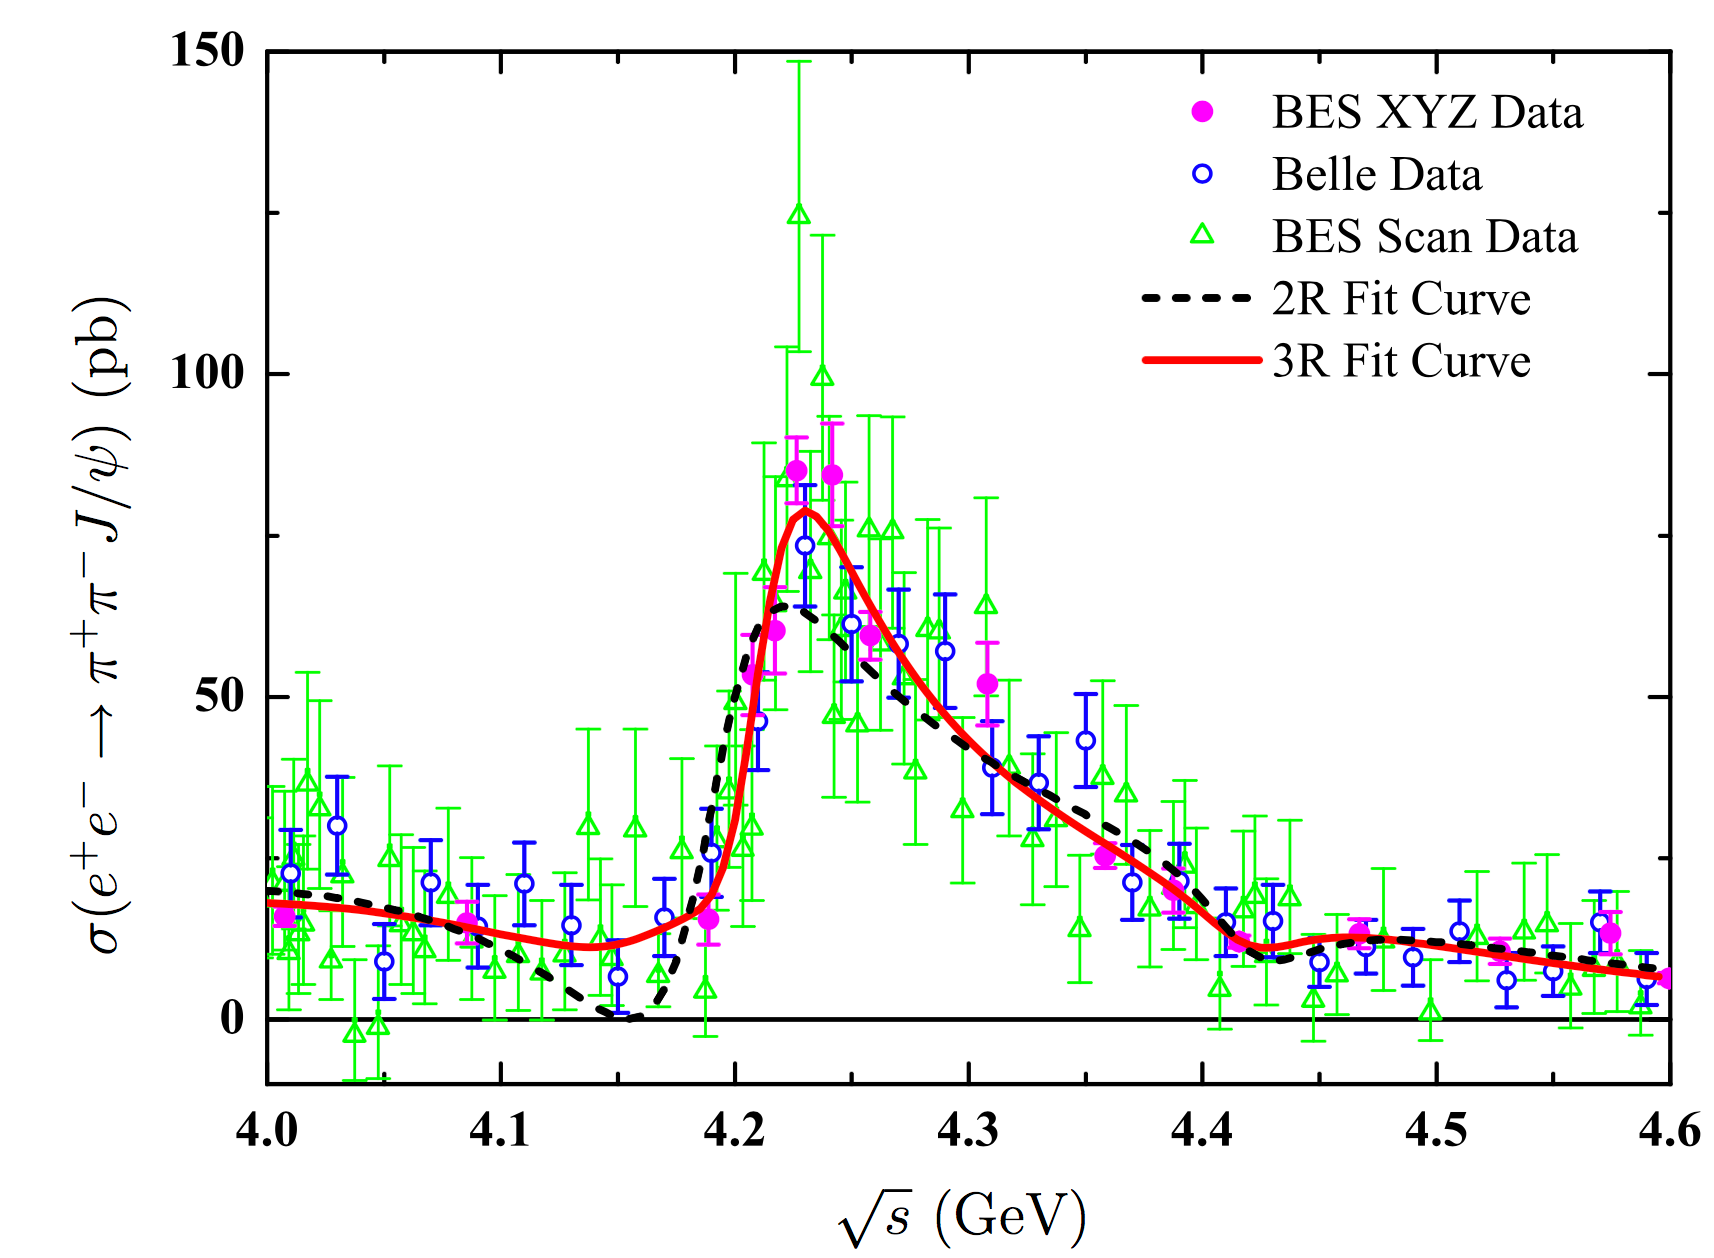 150
100
50
0
σ(e⁺e⁻ → π⁺π⁻J/ψ) (pb)
BES XYZ Data
Belle Data
BES Scan Data
2R Fit Curve
3R Fit Curve
4.0 4.1 4.2 4.3 4.4 4.5 4.6
√s (GeV)